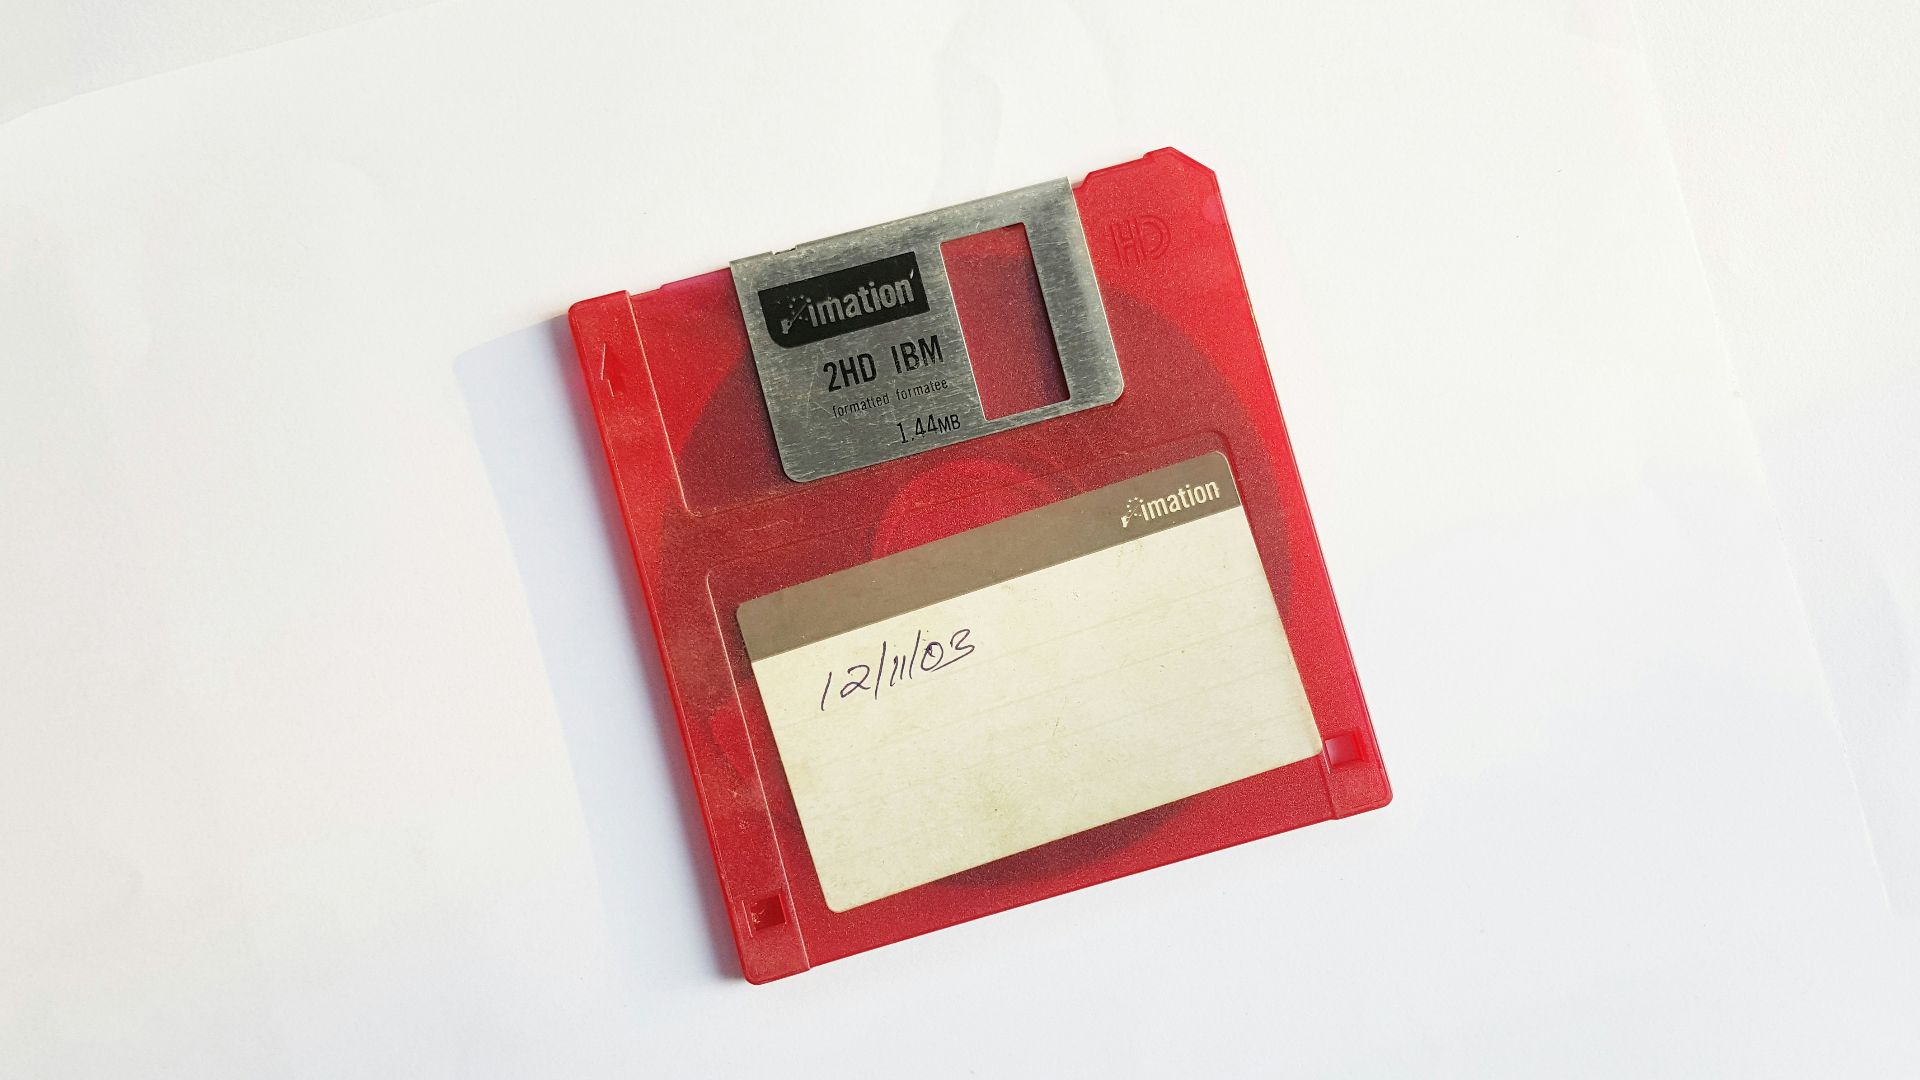 imation
2HD IBM
formatted formatee
1.44MB
HD
imation
12/11/03